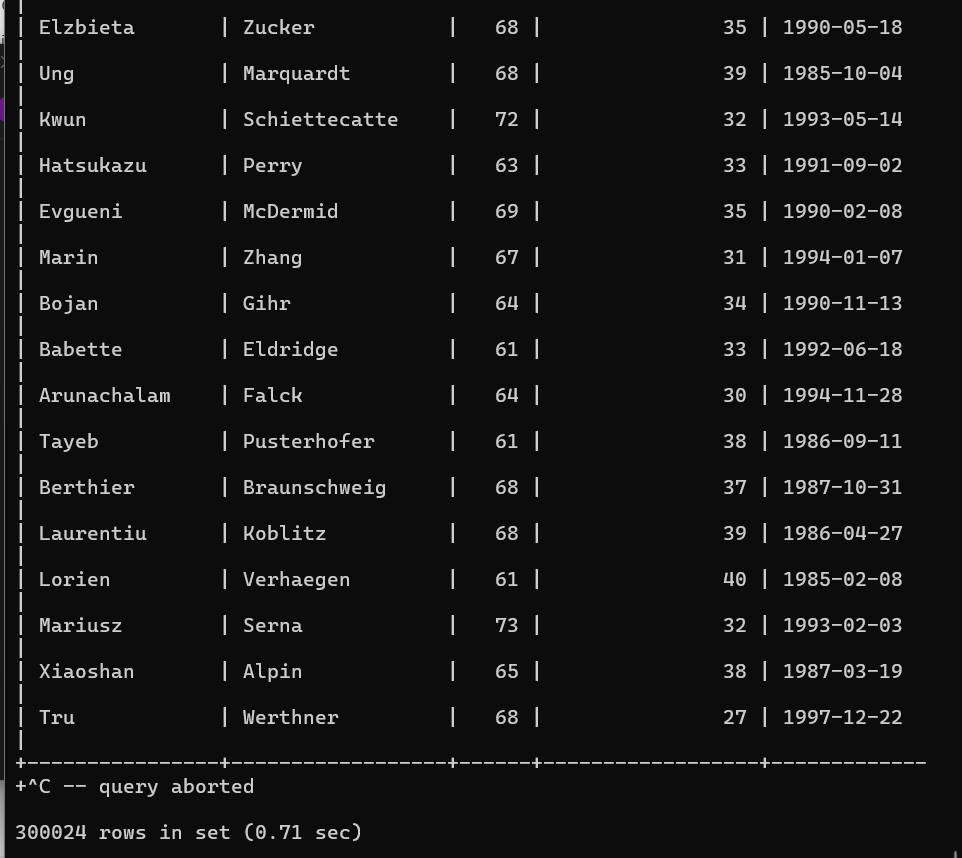 |
| Elzbieta | Zucker | 68 | 35 | 1990-05-18
|
| Ung | Marquardt | 68 | 39 | 1985-10-04
|
| Kwun | Schiettecatte | 72 | 32 | 1993-05-14
|
| Hatsukazu | Perry | 63 | 33 | 1991-09-02
|
| Evgueni | McDermid | 69 | 35 | 1990-02-08
|
| Marin | Zhang | 67 | 31 | 1994-01-07
|
| Bojan | Gihr | 64 | 34 | 1990-11-13
|
| Babette | Eldridge | 61 | 33 | 1992-06-18
|
| Arunachalam | Falck | 64 | 30 | 1994-11-28
|
| Tayeb | Pusterhofer | 61 | 38 | 1986-09-11
|
| Berthier | Braunschweig | 68 | 37 | 1987-10-31
|
| Laurentiu | Koblitz | 68 | 39 | 1986-04-27
|
| Lorien | Verhaegen | 61 | 40 | 1985-02-08
|
| Mariusz | Serna | 73 | 32 | 1993-02-03
|
| Xiaoshan | Alpin | 65 | 38 | 1987-03-19
|
| Tru | Werthner | 68 | 27 | 1997-12-22
|
+----------------+------------------+------+------------------+-------------
+^C -- query aborted
300024 rows in set (0.71 sec)